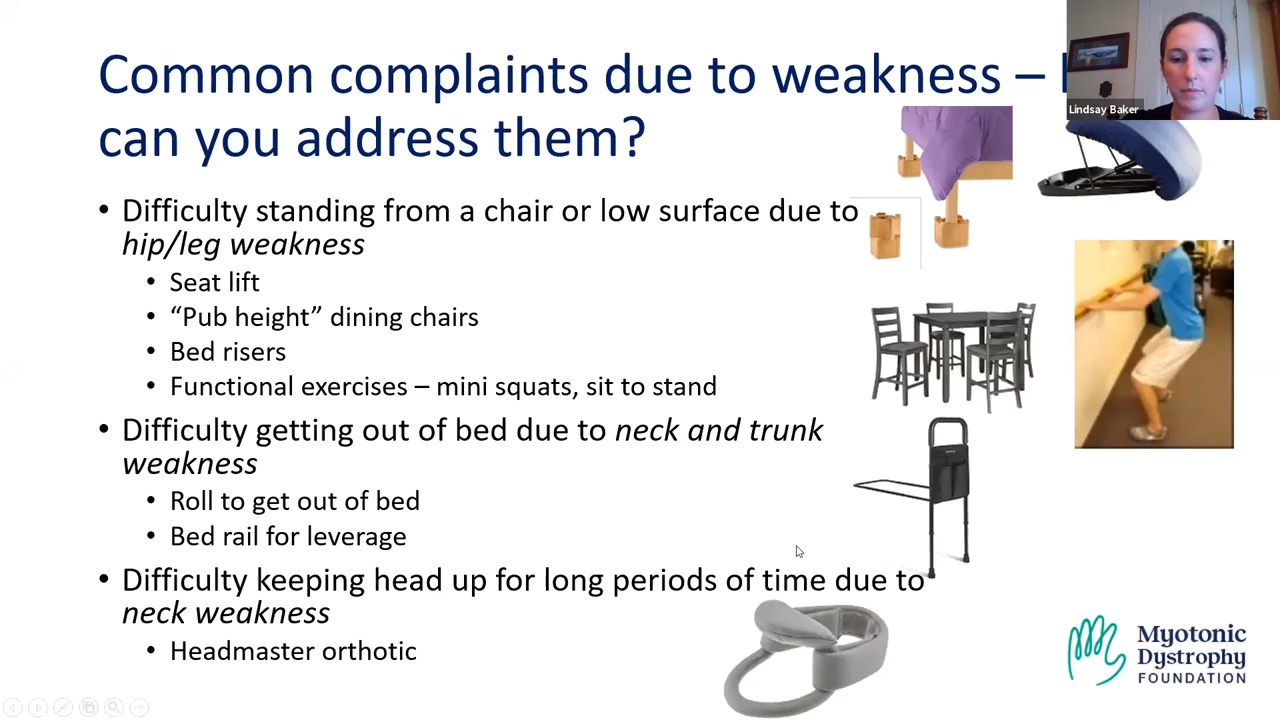 Common complaints due to weakness –
can you address them?
Lindsay Baker
• Difficulty standing from a chair or low surface due to
hip/leg weakness
• Seat lift
• “Pub height” dining chairs
• Bed risers
• Functional exercises – mini squats, sit to stand
• Difficulty getting out of bed due to neck and trunk
weakness
• Roll to get out of bed
• Bed rail for leverage
• Difficulty keeping head up for long periods of time due to
neck weakness
• Headmaster orthotic
Myotonic
Dystrophy
FOUNDATION